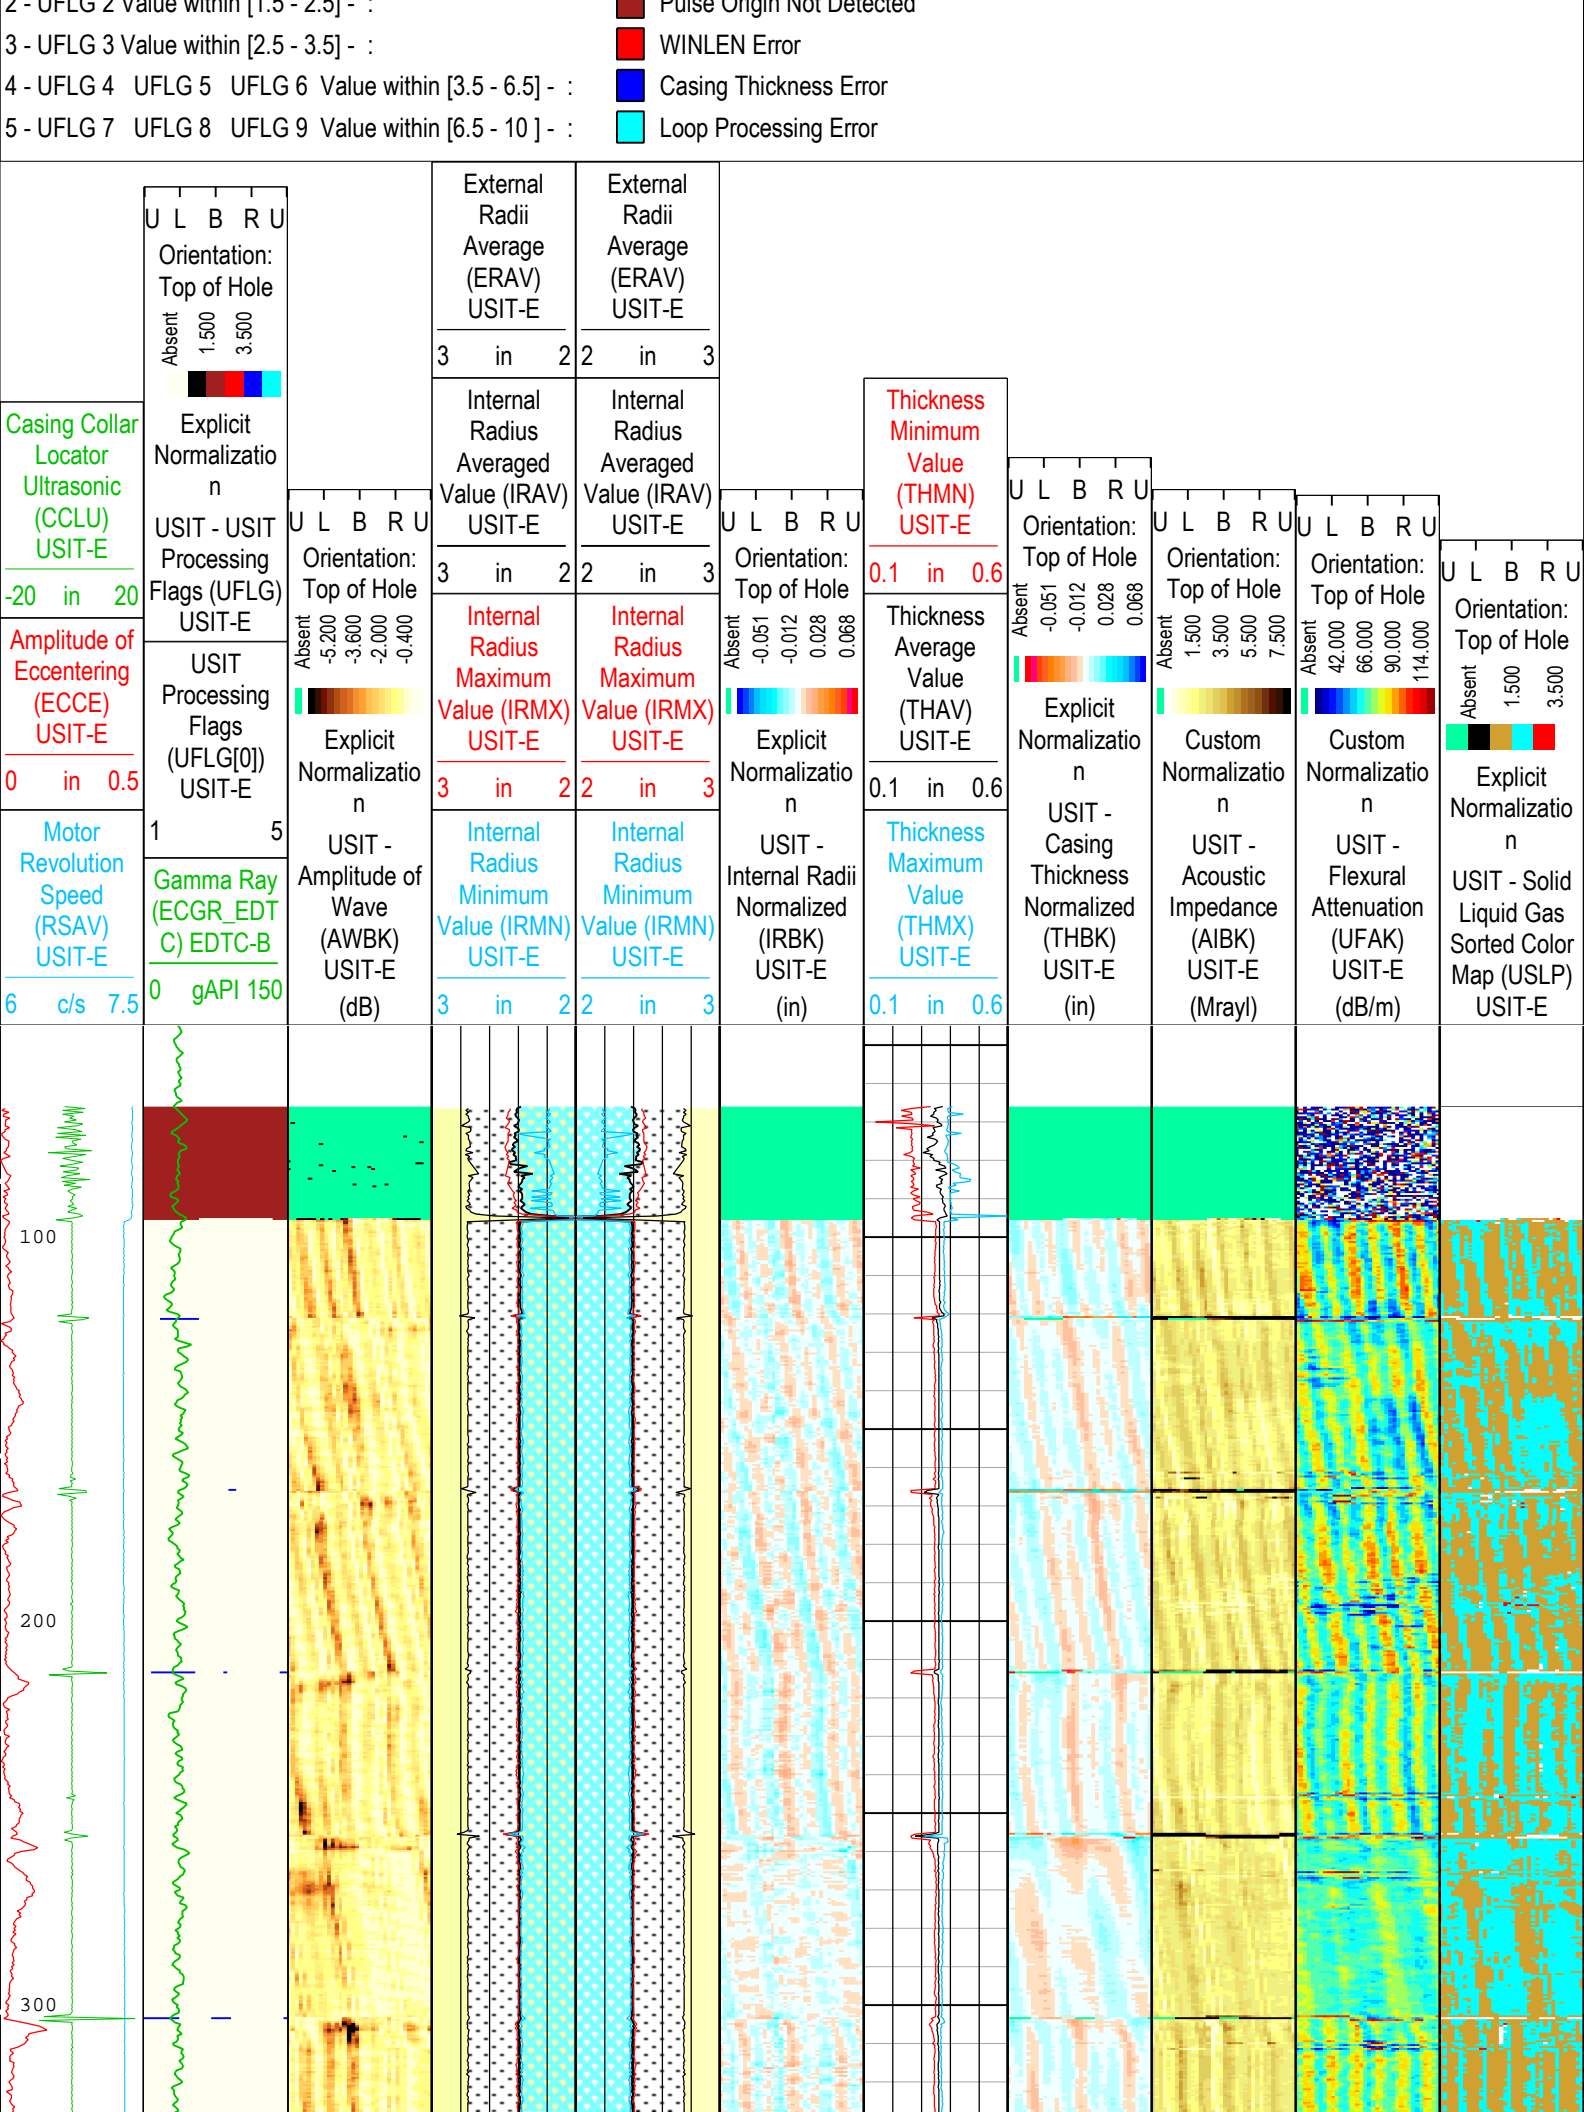 2 - UFLG 2 Value within [1.5 - 2.5] - :
Pulse Origin Not Detected
3 - UFLG 3 Value within [2.5 - 3.5] - :
WINLEN Error
4 - UFLG 4 UFLG 5 UFLG 6 Value within [3.5 - 6.5] - :
Casing Thickness Error
5 - UFLG 7 UFLG 8 UFLG 9 Value within [6.5 - 10 ] - :
Loop Processing Error
Casing Collar
Locator
Ultrasonic
(CCLU)
USIT-E
-20 in 20
Amplitude of
Eccentering
(ECCE)
USIT-E
0 in 0.5
Motor
Revolution
Speed
(RSAV)
USIT-E
6 c/s 7.5
U L B R U
Orientation:
Top of Hole
Absent
1.500
3.500
Explicit
Normalizatio
n
USIT - USIT
Processing
Flags (UFLG)
USIT-E
USIT
Processing
Flags
(UFLG[0])
USIT-E
1 5
Gamma Ray
(ECGR_EDT
C) EDTC-B
0 gAPI 150
U L B R U
Orientation:
Top of Hole
Absent
-5.200
-3.600
-2.000
-0.400
Explicit
Normalizatio
n
USIT -
Amplitude of
Wave
(AWBK)
USIT-E
(dB)
External
Radii
Average
(ERAV)
USIT-E
3 in 2
Internal
Radius
Averaged
Value (IRAV)
USIT-E
3 in 2
Internal
Radius
Maximum
Value (IRMX)
USIT-E
3 in 2
Internal
Radius
Minimum
Value (IRMN)
USIT-E
3 in 2
External
Radii
Average
(ERAV)
USIT-E
2 in 3
Internal
Radius
Averaged
Value (IRAV)
USIT-E
2 in 3
Internal
Radius
Maximum
Value (IRMX)
USIT-E
2 in 3
Internal
Radius
Minimum
Value (IRMN)
USIT-E
2 in 3
U L B R U
Orientation:
Top of Hole
Absent
-0.051
-0.012
0.028
0.068
Explicit
Normalizatio
n
USIT -
Internal Radii
Normalized
(IRBK)
USIT-E
(in)
Thickness
Minimum
Value
(THMN)
USIT-E
0.1 in 0.6
Thickness
Average
Value
(THAV)
USIT-E
0.1 in 0.6
Thickness
Maximum
Value
(THMX)
USIT-E
0.1 in 0.6
U L B R U
Orientation:
Top of Hole
Absent
-0.051
-0.012
0.028
0.068
Explicit
Normalizatio
n
USIT -
Casing
Thickness
Normalized
(THBK)
USIT-E
(in)
U L B R U
Orientation:
Top of Hole
Absent
1.500
3.500
5.500
7.500
Custom
Normalizatio
n
USIT -
Acoustic
Impedance
(AIBK)
USIT-E
(Mrayl)
U L B R U
Orientation:
Top of Hole
Absent
42.000
66.000
90.000
114.000
Custom
Normalizatio
n
USIT -
Flexural
Attenuation
(UFAK)
USIT-E
(dB/m)
U L B R U
Orientation:
Top of Hole
Absent
1.500
3.500
Explicit
Normalizatio
n
USIT - Solid
Liquid Gas
Sorted Color
Map (USLP)
USIT-E
100
200
300